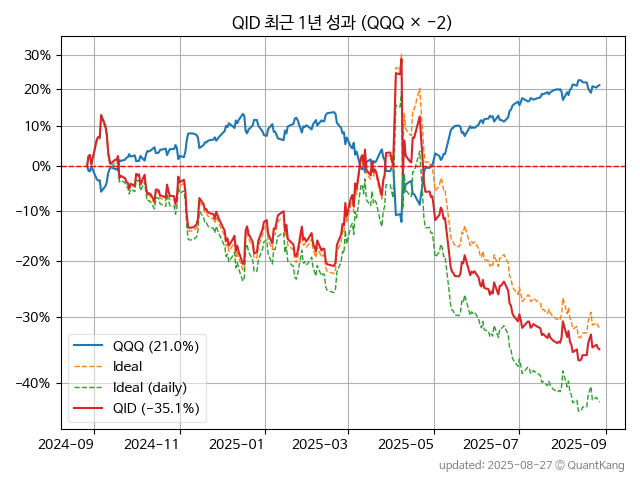 QID 최근 1년 성과 (QQQ × −2)
30%
20%
10%
0%
−10%
−20%
−30%
−40%
QQQ (21.0%)
Ideal
Ideal (daily)
QID (−35.1%)
2024-09 2024-11 2025-01 2025-03 2025-05 2025-07 2025-09
updated: 2025-08-27 © QuantKang